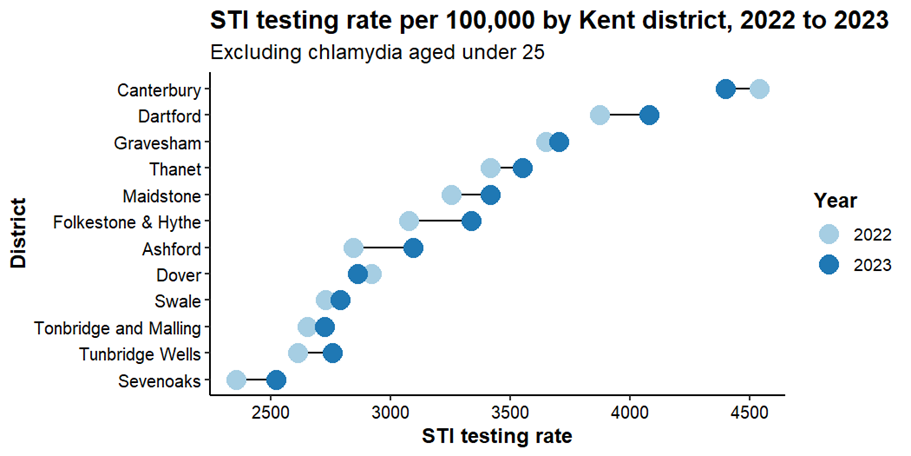 STI testing rate per 100,000 by Kent district, 2022 to 2023
Excluding chlamydia aged under 25
District
Canterbury
Dartford
Gravesham
Thanet
Maidstone
Folkestone & Hythe
Ashford
Dover
Swale
Tonbridge and Malling
Tunbridge Wells
Sevenoaks
2500 3000 3500 4000 4500
STI testing rate
Year
2022
2023